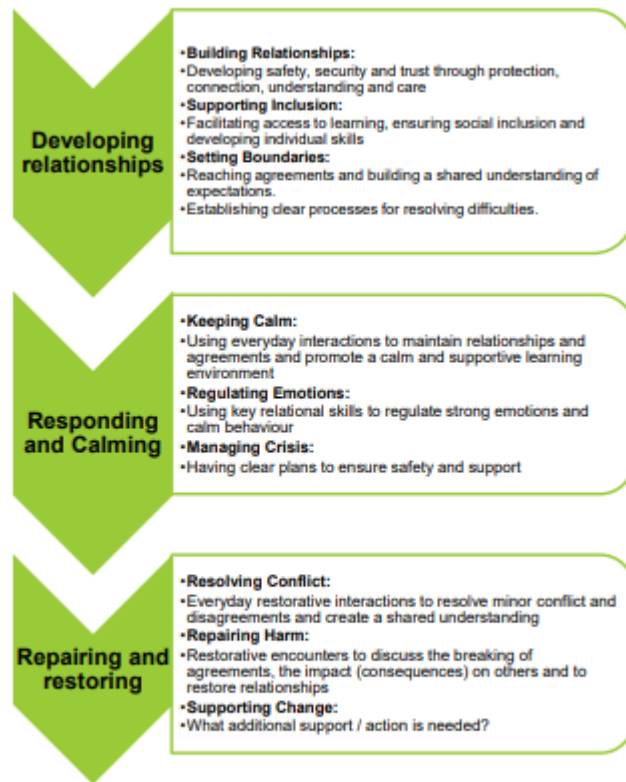 Developing
relationships
•Building Relationships:
•Developing safety, security and trust through protection,
connection, understanding and care
•Supporting Inclusion:
•Facilitating access to learning, ensuring social inclusion and
developing individual skills
•Setting Boundaries:
•Reaching agreements and building a shared understanding of
expectations.
•Establishing clear processes for resolving difficulties.
Responding
and Calming
•Keeping Calm:
•Using everyday interactions to maintain relationships and
agreements and promote a calm and supportive learning
environment
•Regulating Emotions:
•Using key relational skills to regulate strong emotions and
calm behaviour
•Managing Crisis:
•Having clear plans to ensure safety and support
Repairing and
restoring
•Resolving Conflict:
•Everyday restorative interactions to resolve minor conflict and
disagreements and create a shared understanding
•Repairing Harm:
•Restorative encounters to discuss the breaking of
agreements, the impact (consequences) on others and to
restore relationships
•Supporting Change:
•What additional support / action is needed?